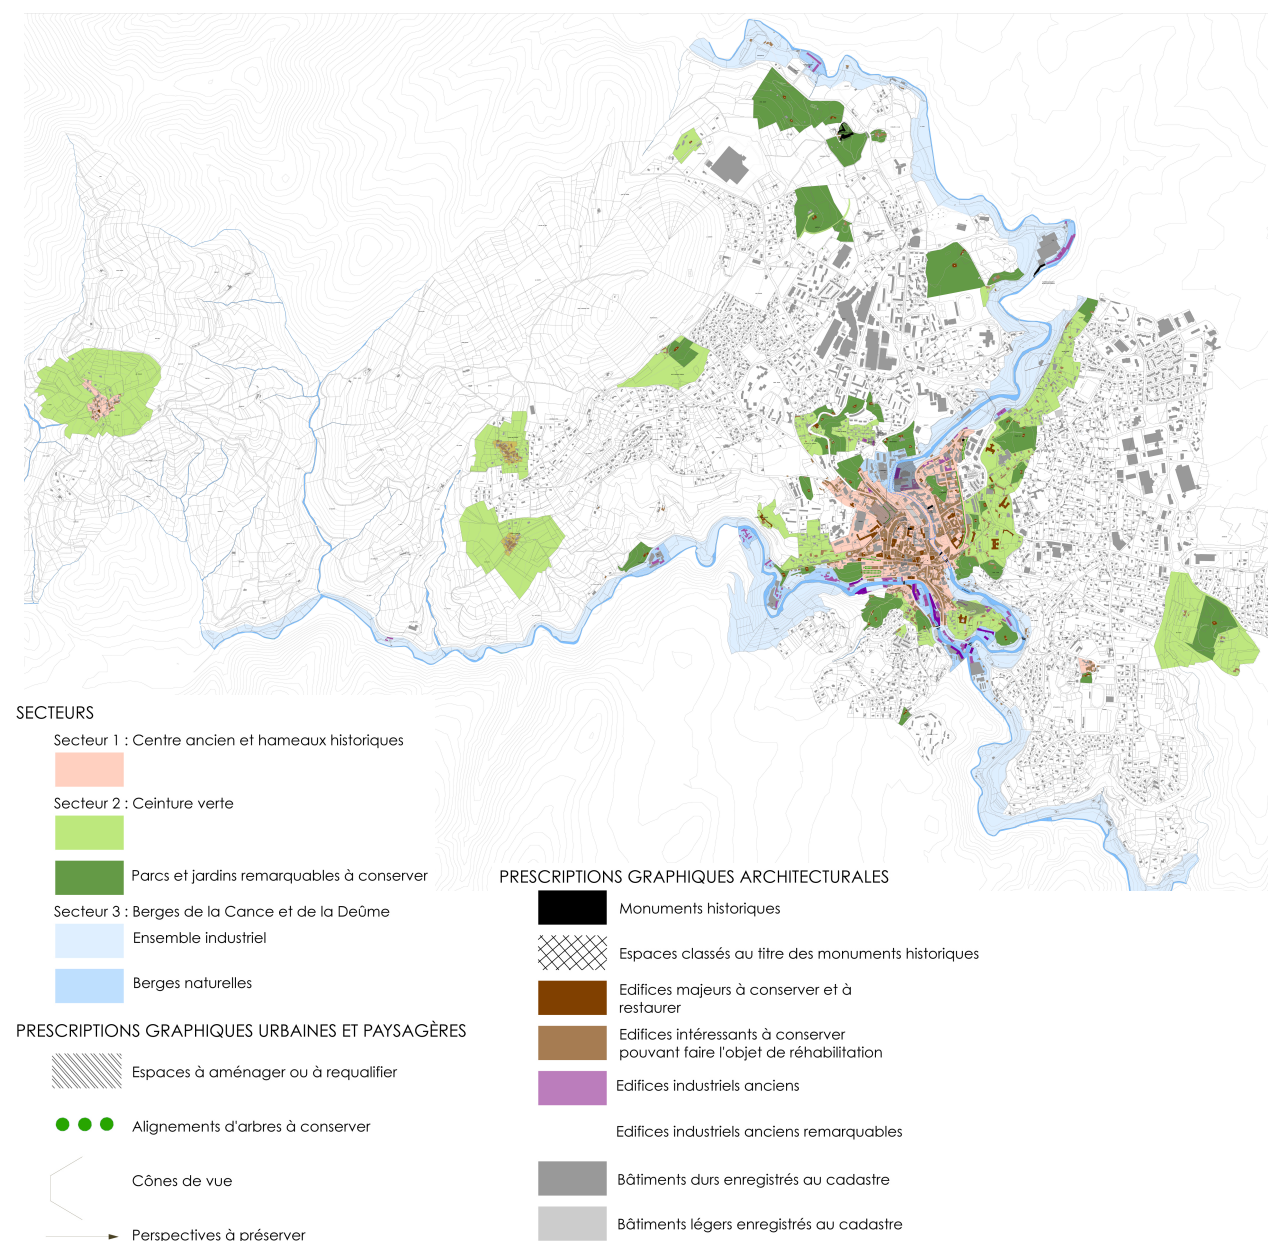 SECTEURS
Secteur 1 : Centre ancien et hameaux historiques
Secteur 2 : Ceinture verte
Parcs et jardins remarquables à conserver
Secteur 3 : Berges de la Cance et de la Deûme
Ensemble industriel
Berges naturelles
PRESCRIPTIONS GRAPHIQUES URBAINES ET PAYSAGÈRES
Espaces à aménager ou à requalifier
Alignements d'arbres à conserver
Cônes de vue
Perspectives à préserver
PRESCRIPTIONS GRAPHIQUES ARCHITECTURALES
Monuments historiques
Espaces classés au titre des monuments historiques
Edifices majeurs à conserver et à
restaurer
Edifices intéressants à conserver
pouvant faire l'objet de réhabilitation
Edifices industriels anciens
Edifices industriels anciens remarquables
Bâtiments durs enregistrés au cadastre
Bâtiments légers enregistrés au cadastre